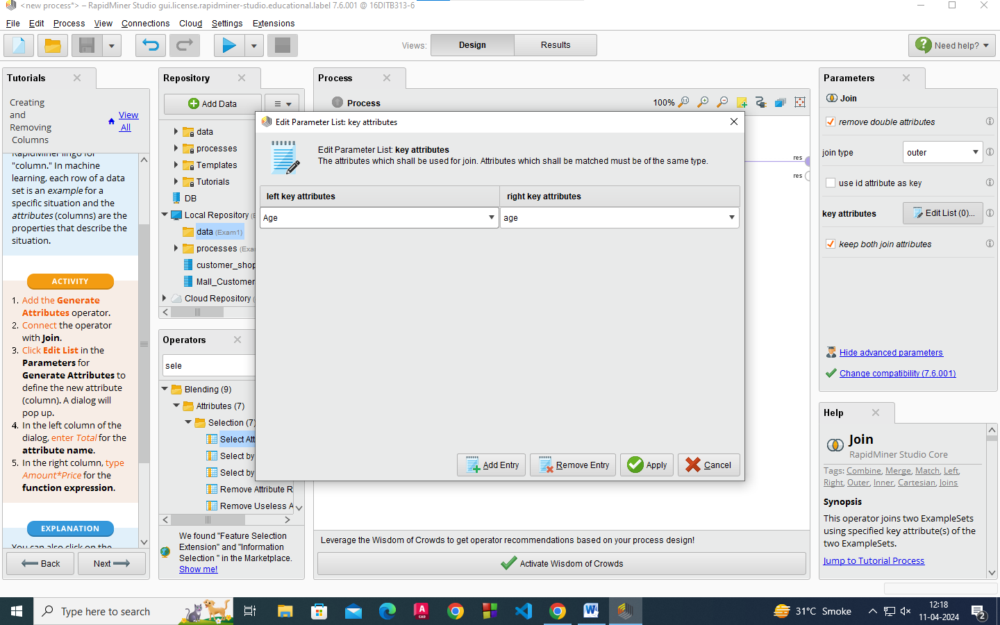 <new process*> – RapidMiner Studio gui.license.rapidminer-studio.educational.label 7.6.001 @ 16DITB313-6
File Edit Process View Connections Cloud Settings Extensions
Views: Design Results
Need help?
Tutorials
Creating and Removing Columns
View All
RapidMiner lingo for
"column." In machine
learning, each row of a data
set is an example for a
specific situation and the
attributes (columns) are the
properties that describe the
situation.
ACTIVITY
1. Add the Generate
Attributes operator.
2. Connect the operator
with Join.
3. Click Edit List in the
Parameters for
Generate Attributes to
define the new attribute
(column). A dialog will
pop up.
4. In the left column of the
dialog, enter Total for the
attribute name.
5. In the right column, type
Amount*Price for the
function expression.
EXPLANATION
You can also click on the
Back Next
Repository
Add Data
data
processes
Templates
Tutorials
DB
Local Repository
data (Exam1)
processes (Exa
customer_shop
Mall_Customer
Cloud Repository
Operators
sele
Blending (9)
Attributes (7)
Selection (7)
Select Att
Select by
Select by
Remove Attribute R
Remove Useless A
We found "Feature Selection
Extension" and "Information
Selection " in the Marketplace.
Show me!
Process
Process
100%
res
res
Edit Parameter List: key attributes
Edit Parameter List: key attributes
The attributes which shall be used for join. Attributes which shall be matched must be of the same type.
left key attributes right key attributes
Age age
Add Entry Remove Entry Apply Cancel
Leverage the Wisdom of Crowds to get operator recommendations based on your process design!
Activate Wisdom of Crowds
Parameters
Join
remove double attributes
join type outer
use id attribute as key
key attributes Edit List (0)...
keep both join attributes
Hide advanced parameters
Change compatibility (7.6.001)
Help
Join
RapidMiner Studio Core
Tags: Combine, Merge, Match, Left,
Right, Outer, Inner, Cartesian, Joins
Synopsis
This operator joins two ExampleSets
using specified key attribute(s) of the
two ExampleSets.
Jump to Tutorial Process
Type here to search
31°C Smoke
12:18
11-04-2024
2